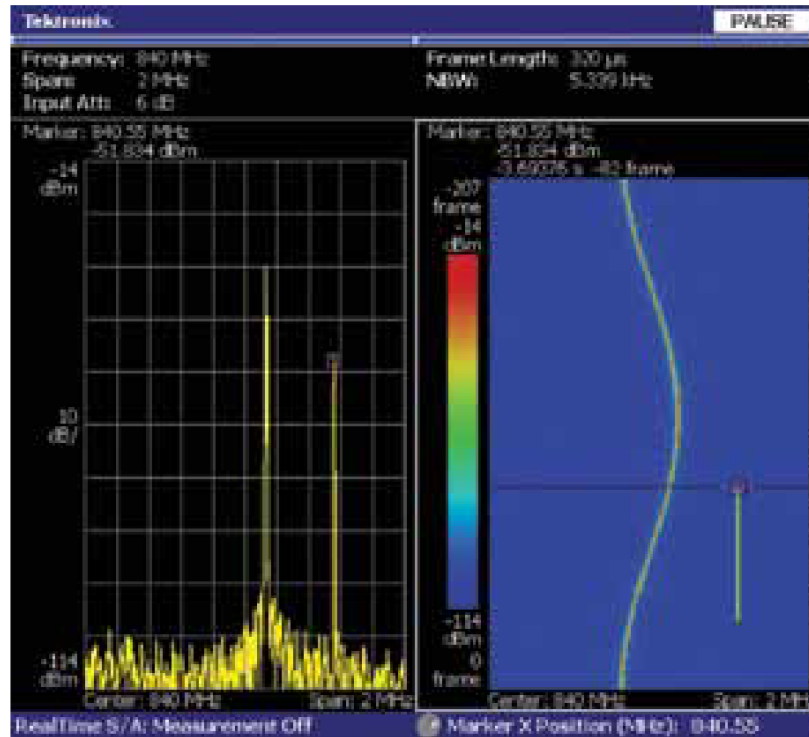 Tektronix
PAUSE
Frequency: 840 MHz
Span: 2 MHz
Input Att: 6 dB
Frame Length: 320 µs
NBW: 5.339 kHz
Marker: 840.55 MHz
-51.834 dBm
-14
dBm
10
dB/
-114
dBm
Center: 840 MHz
Span: 2 MHz
Marker: 840.55 MHz
-51.834 dBm
-3.69376 s -82 frame
-207
frame
-14
dBm
-114
dBm
0
frame
Center: 840 MHz
Span: 2 MHz
RealTime S/A: Measurement Off
Marker X Position (MHz): 840.55